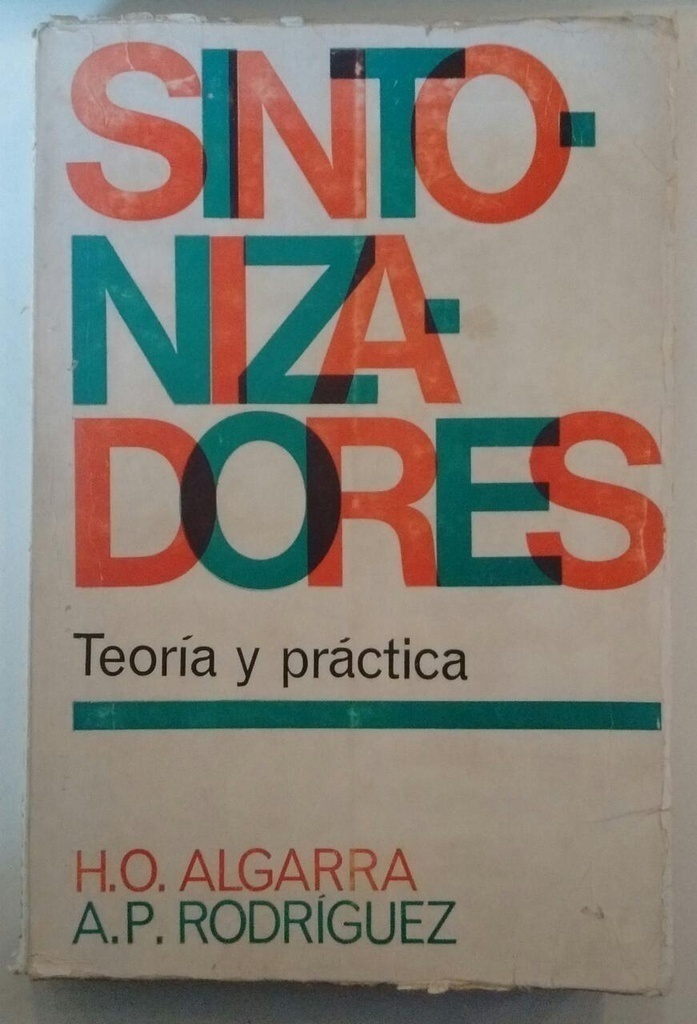 SINTO-
NIZA-
DORES
Teoría y práctica
H.O. ALGARRA
A.P. RODRÍGUEZ